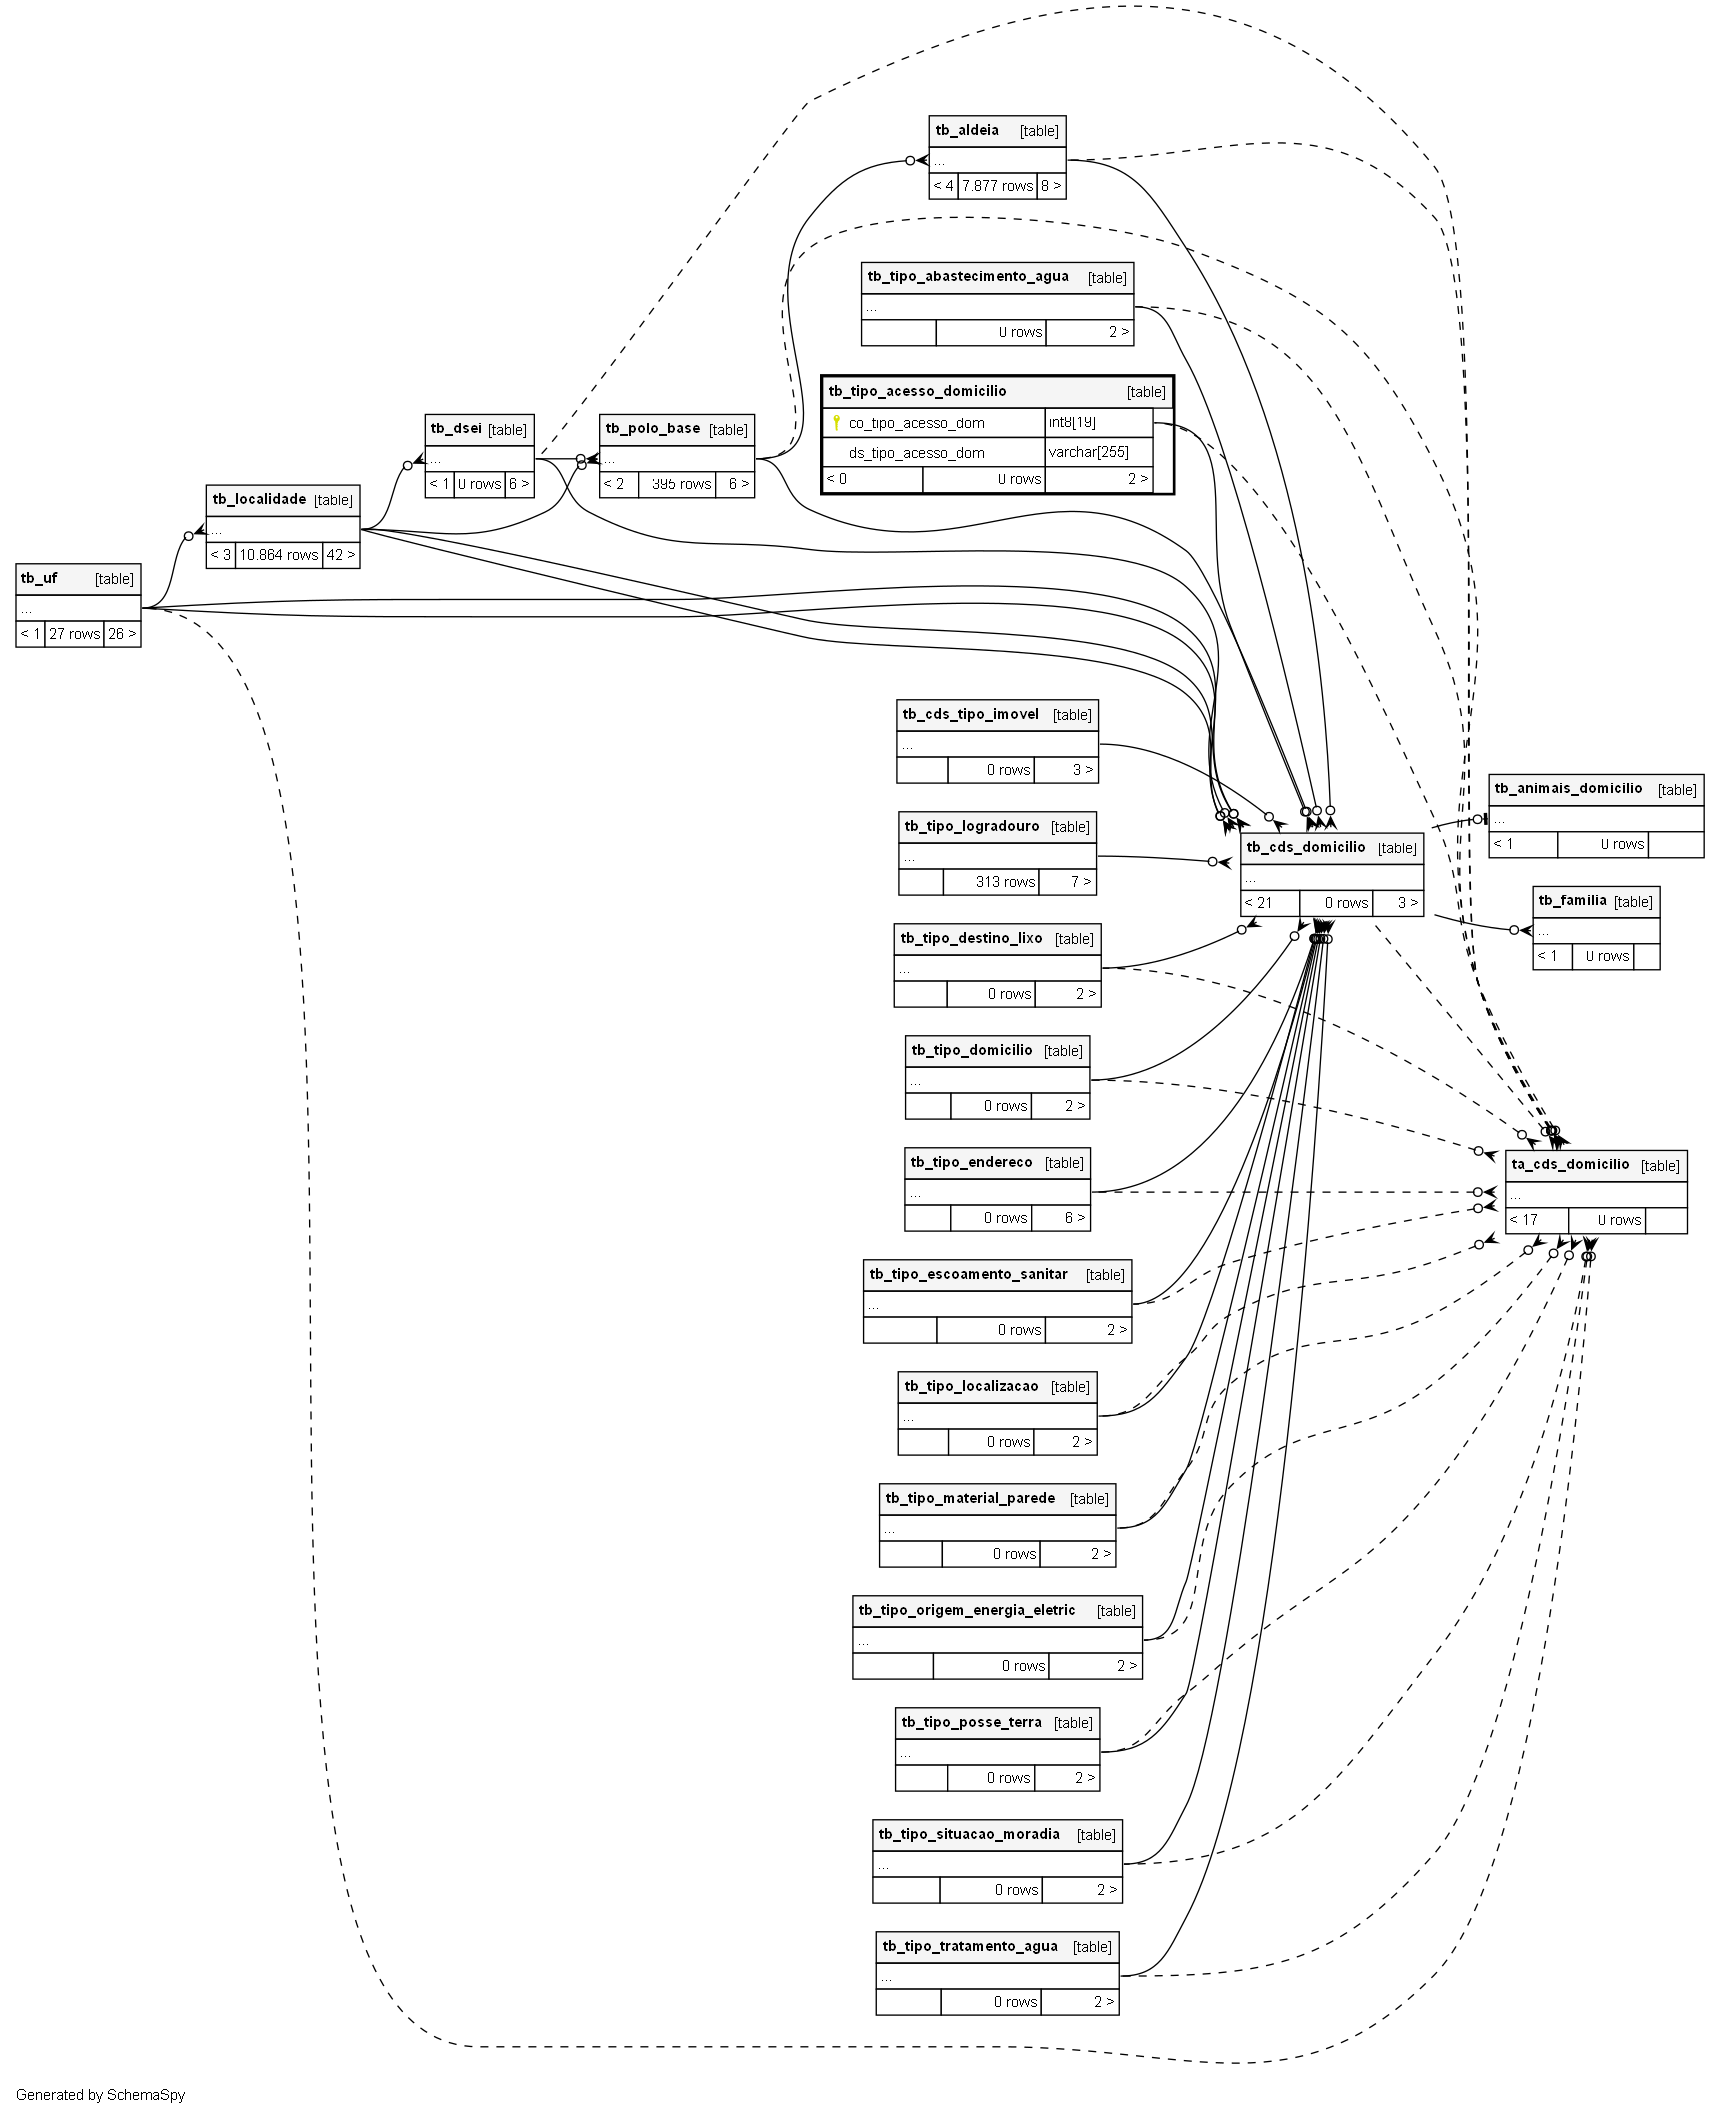 tb_aldeia [table]
...
< 4 7.877 rows 8 >
tb_tipo_abastecimento_agua [table]
...
0 rows 2 >
tb_tipo_acesso_domicilio [table]
co_tipo_acesso_dom int8[19]
ds_tipo_acesso_dom varchar[255]
< 0 0 rows 2 >
tb_dsei [table]
...
< 1 0 rows 6 >
tb_polo_base [table]
...
< 2 395 rows 6 >
tb_localidade [table]
...
< 3 10.864 rows 42 >
tb_uf [table]
...
< 1 27 rows 26 >
tb_cds_tipo_imovel [table]
...
0 rows 3 >
tb_tipo_logradouro [table]
...
313 rows 7 >
tb_cds_domicilio [table]
...
< 21 0 rows 3 >
tb_animais_domicilio [table]
...
< 1 0 rows
tb_familia [table]
...
< 1 0 rows
tb_tipo_destino_lixo [table]
...
0 rows 2 >
tb_tipo_domicilio [table]
...
0 rows 2 >
tb_tipo_endereco [table]
...
0 rows 6 >
ta_cds_domicilio [table]
...
< 17 0 rows
tb_tipo_escoamento_sanitar [table]
...
0 rows 2 >
tb_tipo_localizacao [table]
...
0 rows 2 >
tb_tipo_material_parede [table]
...
0 rows 2 >
tb_tipo_origem_energia_eletric [table]
...
0 rows 2 >
tb_tipo_posse_terra [table]
...
0 rows 2 >
tb_tipo_situacao_moradia [table]
...
0 rows 2 >
tb_tipo_tratamento_agua [table]
...
0 rows 2 >
Generated by SchemaSpy